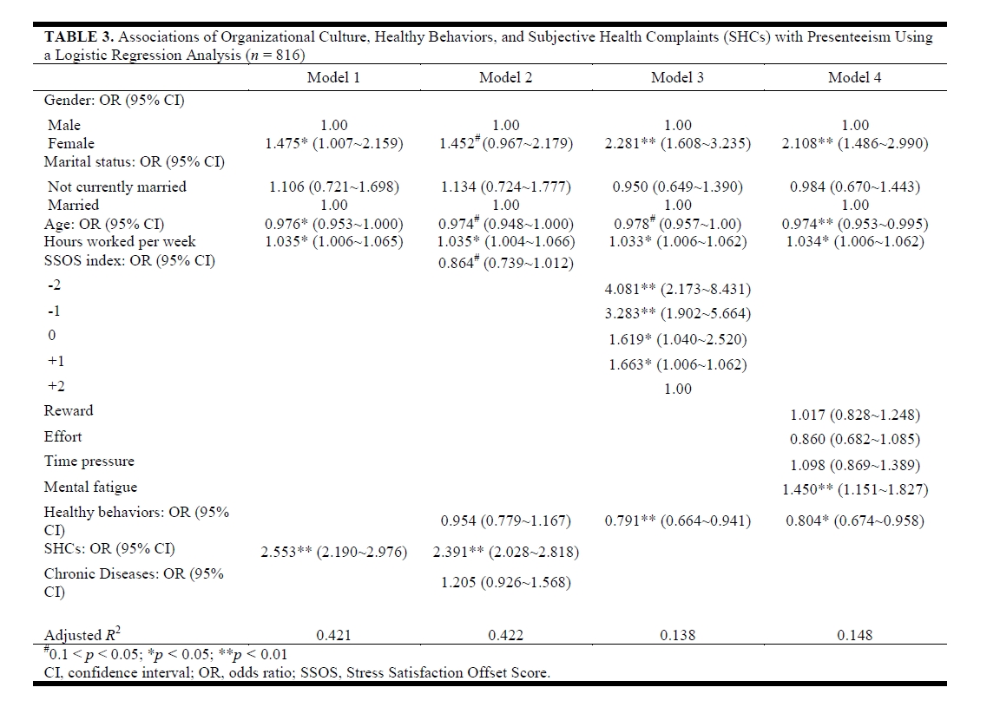 TABLE 3. Associations of Organizational Culture, Healthy Behaviors, and Subjective Health Complaints (SHCs) with Presenteeism Using
a Logistic Regression Analysis (n = 816)
Model 1 Model 2 Model 3 Model 4
Gender: OR (95% CI)
Male 1.00 1.00 1.00 1.00
Female 1.475* (1.007~2.159) 1.452# (0.967~2.179) 2.281** (1.608~3.235) 2.108** (1.486~2.990)
Marital status: OR (95% CI)
Not currently married 1.106 (0.721~1.698) 1.134 (0.724~1.777) 0.950 (0.649~1.390) 0.984 (0.670~1.443)
Married 1.00 1.00 1.00 1.00
Age: OR (95% CI) 0.976* (0.953~1.000) 0.974# (0.948~1.000) 0.978# (0.957~1.00) 0.974** (0.953~0.995)
Hours worked per week 1.035* (1.006~1.065) 1.035* (1.004~1.066) 1.033* (1.006~1.062) 1.034* (1.006~1.062)
SSOS index: OR (95% CI) 0.864# (0.739~1.012)
-2 4.081** (2.173~8.431)
-1 3.283** (1.902~5.664)
0 1.619* (1.040~2.520)
+1 1.663* (1.006~1.062)
+2 1.00
Reward 1.017 (0.828~1.248)
Effort 0.860 (0.682~1.085)
Time pressure 1.098 (0.869~1.389)
Mental fatigue 1.450** (1.151~1.827)
Healthy behaviors: OR (95%
CI) 0.954 (0.779~1.167) 0.791** (0.664~0.941) 0.804* (0.674~0.958)
SHCs: OR (95% CI) 2.553** (2.190~2.976) 2.391** (2.028~2.818)
Chronic Diseases: OR (95%
CI) 1.205 (0.926~1.568)
Adjusted R2 0.421 0.422 0.138 0.148
#0.1 < p < 0.05; *p < 0.05; **p < 0.01
CI, confidence interval; OR, odds ratio; SSOS, Stress Satisfaction Offset Score.